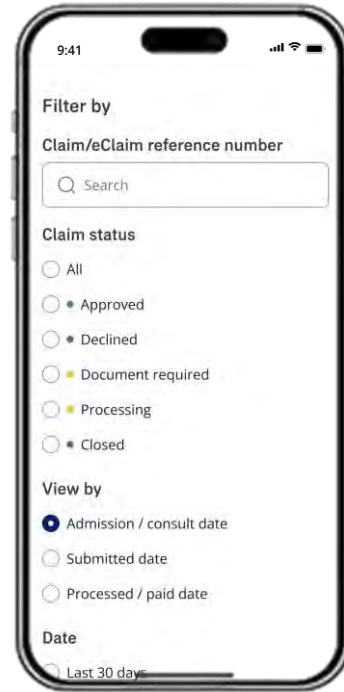 9:41
Filter by
Claim/eClaim reference number
Search
Claim status
All
Approved
Declined
Document required
Processing
Closed
View by
Admission / consult date
Submitted date
Processed / paid date
Date
Last 30 days